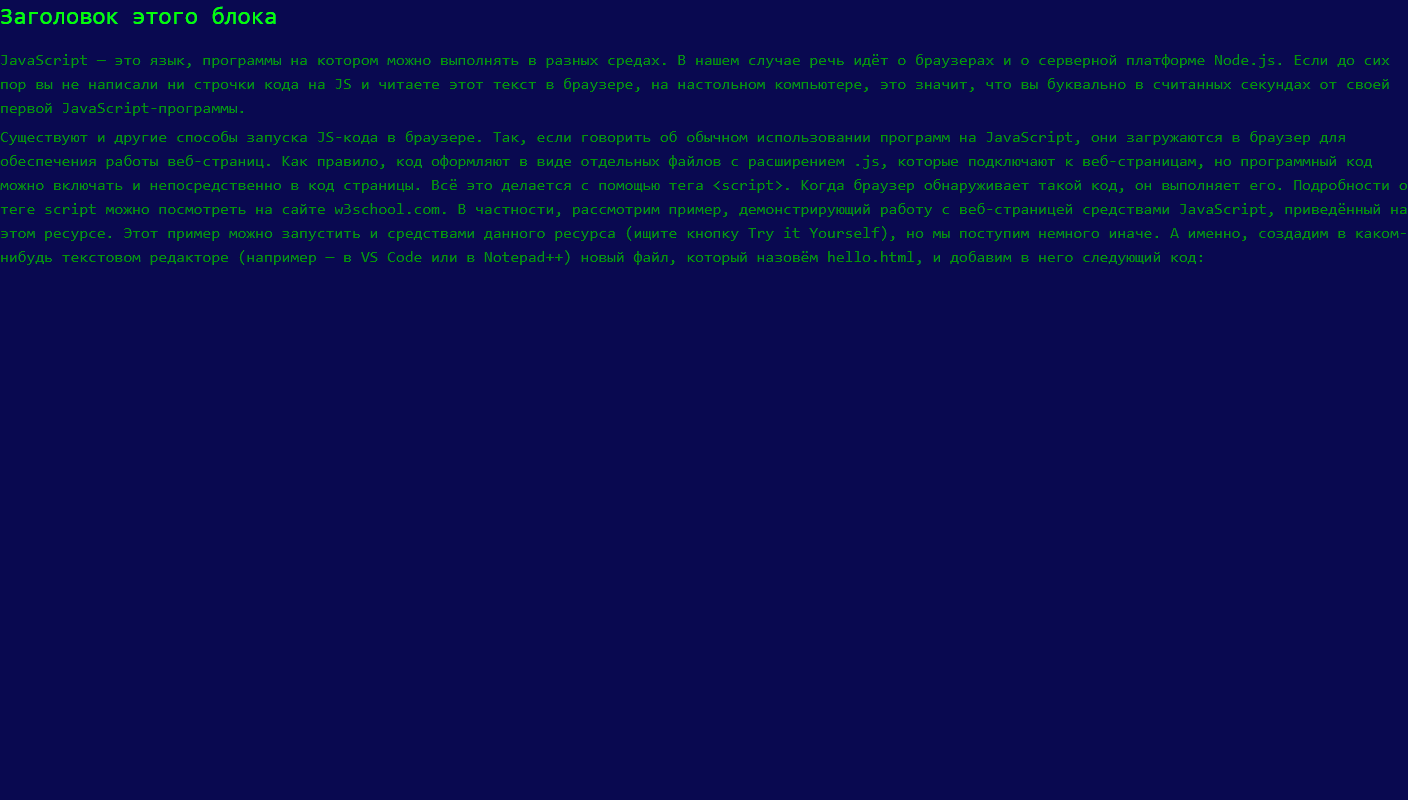 Заголовок этого блока
JavaScript — это язык, программы на котором можно выполнять в разных средах. В нашем случае речь идёт о браузерах и о серверной платформе Node.js. Если до сих
пор вы не написали ни строчки кода на JS и читаете этот текст в браузере, на настольном компьютере, это значит, что вы буквально в считанных секундах от своей
первой JavaScript-программы.
Существуют и другие способы запуска JS-кода в браузере. Так, если говорить об обычном использовании программ на JavaScript, они загружаются в браузер для
обеспечения работы веб-страниц. Как правило, код оформляют в виде отдельных файлов с расширением .js, которые подключают к веб-страницам, но программный код
можно включать и непосредственно в код страницы. Всё это делается с помощью тега <script>. Когда браузер обнаруживает такой код, он выполняет его. Подробности о
теге script можно посмотреть на сайте w3school.com. В частности, рассмотрим пример, демонстрирующий работу с веб-страницей средствами JavaScript, приведённый на
этом ресурсе. Этот пример можно запустить и средствами данного ресурса (ищите кнопку Try it Yourself), но мы поступим немного иначе. А именно, создадим в каком-
нибудь текстовом редакторе (например — в VS Code или в Notepad++) новый файл, который назовём hello.html, и добавим в него следующий код: